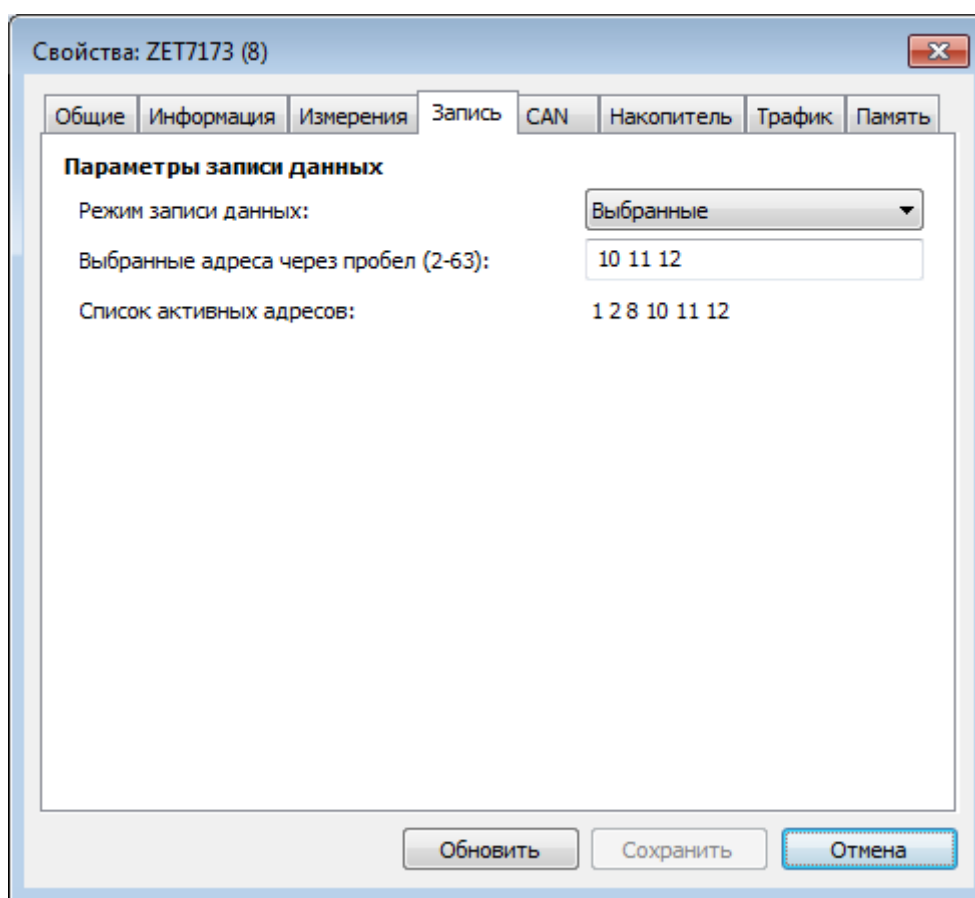 Свойства: ZET7173 (8)
Общие Информация Измерения Запись CAN Накопитель Трафик Память
Параметры записи данных
Режим записи данных: Выбранные
Выбранные адреса через пробел (2-63): 10 11 12
Список активных адресов: 1 2 8 10 11 12
Обновить Сохранить Отмена